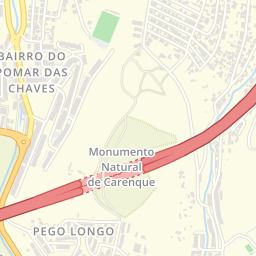 BAIRRO DO
POMAR DAS
CHAVES
Monumento
Natural
de Carenque
PEGO LONGO